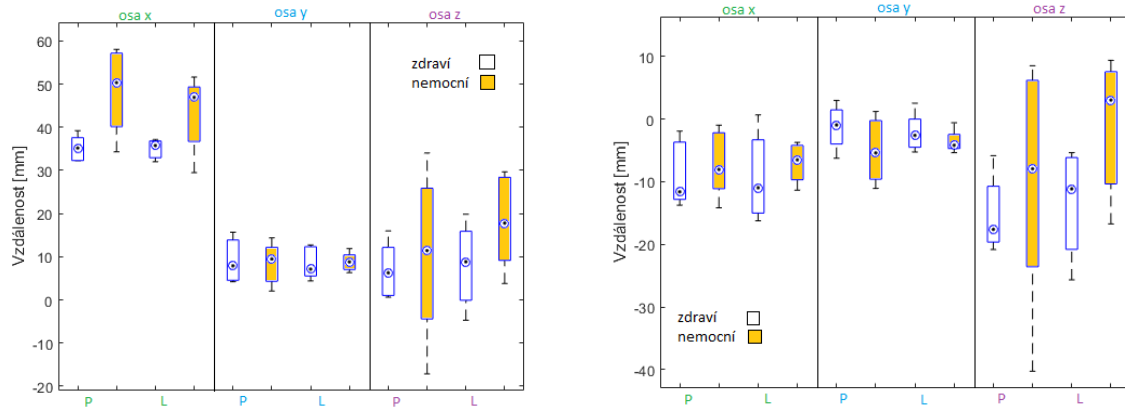 osa x osa y osa z
60
50
40
30
20
10
0
-10
-20
Vzdálenost [mm]
zdraví
nemocní
P L P L P L
osa x osa y osa z
10
0
-10
-20
-30
-40
Vzdálenost [mm]
zdraví
nemocní
P L P L P L